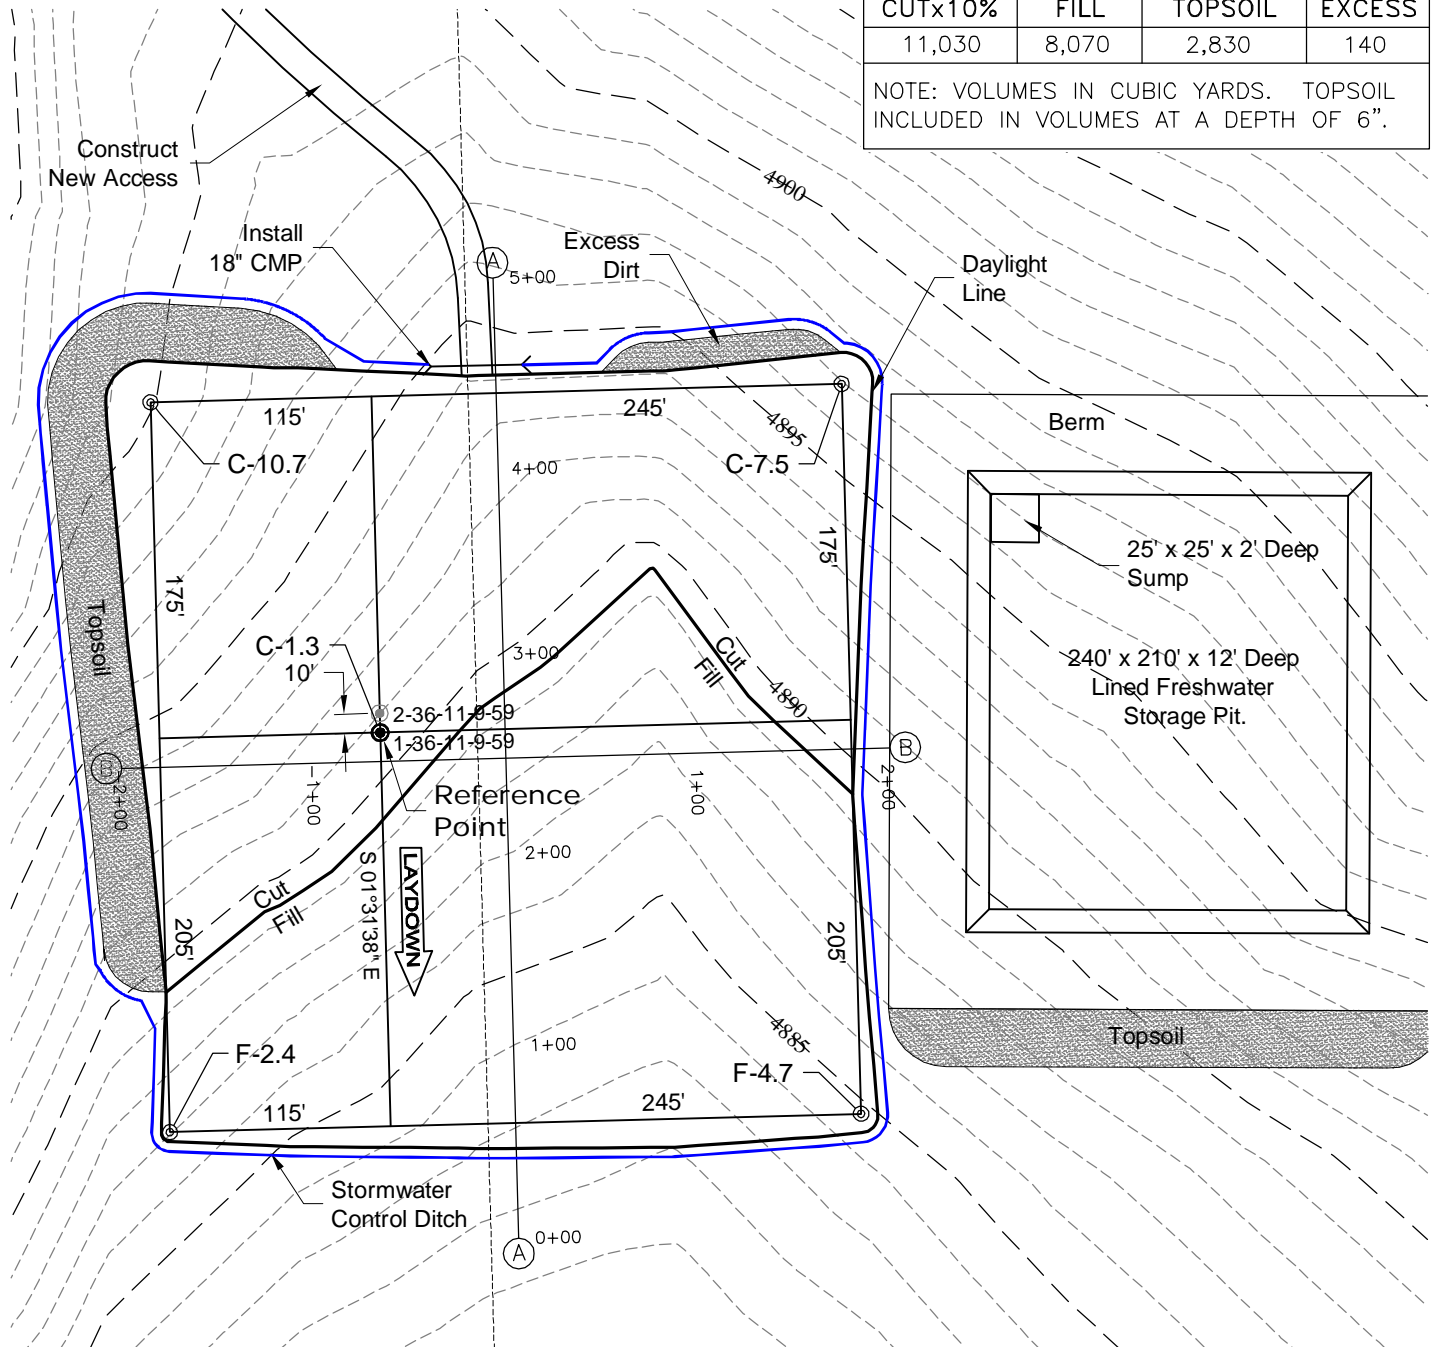 CUTx10% FILL TOPSOIL EXCESS
11,030 8,070 2,830 140
NOTE: VOLUMES IN CUBIC YARDS. TOPSOIL
INCLUDED IN VOLUMES AT A DEPTH OF 6".
Construct
New Access
4900
Install
18" CMP
Excess
Dirt
Daylight
Line
A
5+00
115'
245'
4895
Berm
C-10.7
4+00
C-7.5
175'
175'
25' x 25' x 2' Deep
Sump
Topsoil
C-1.3
10'
3+00
Cut
Fill
4890
240' x 210' x 12' Deep
Lined Freshwater
Storage Pit.
2-36-11-9-59
1-36-11-9-59
B
2+00
-1+00
Reference
Point
1+00
2+00
B
2+00
S 01°31'38" E
LAYDOWN
Cut
Fill
205'
205'
4885
1+00
Topsoil
F-2.4
F-4.7
115'
245'
Stormwater
Control Ditch
A
0+00